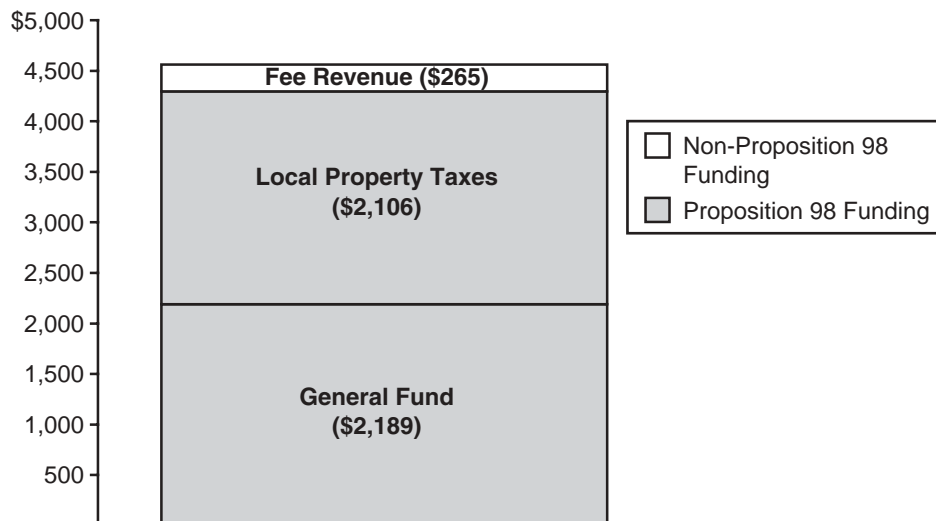 $5,000
4,500
4,000
3,500
3,000
2,500
2,000
1,500
1,000
500
Fee Revenue ($265)
Local Property Taxes
($2,106)
General Fund
($2,189)
Non-Proposition 98
Funding
Proposition 98 Funding